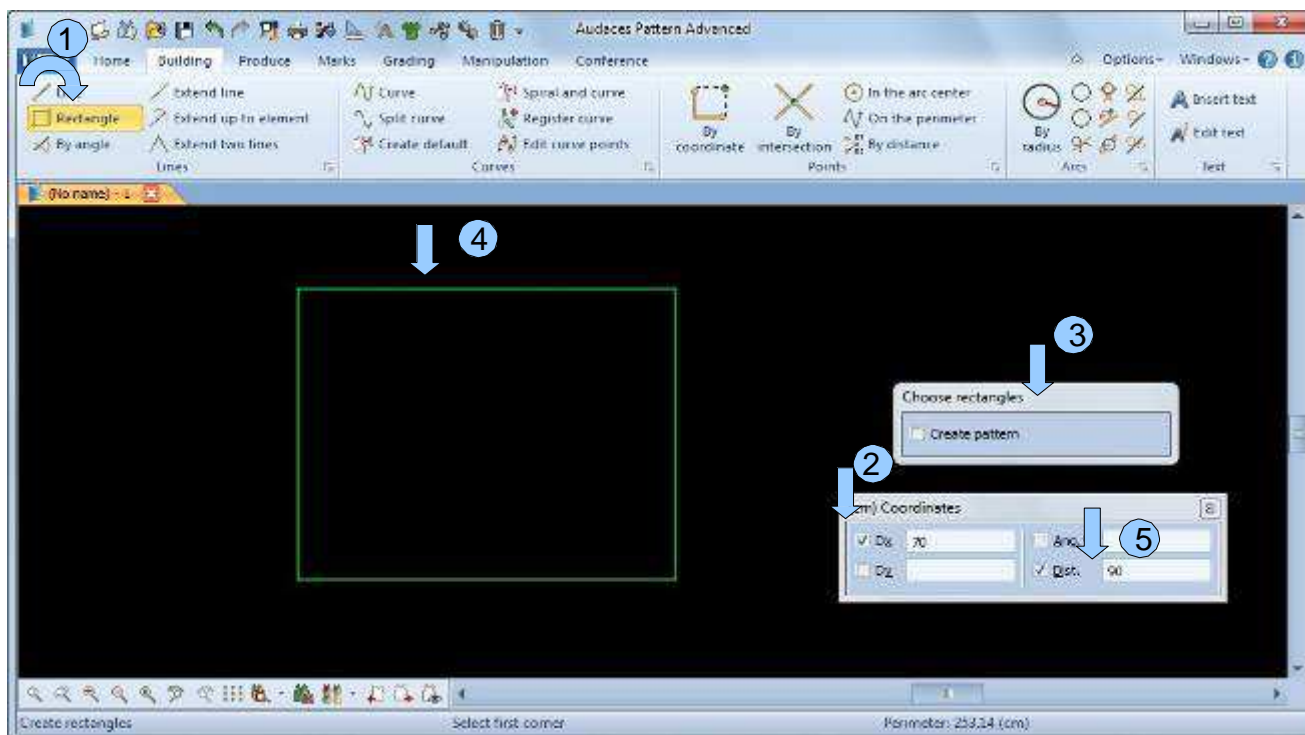 Audaces Pattern Advanced
1
Home Building Produce Marks Grading Manipulation Conference Options Windows
Extend line Curve Spiral and curve In the arc center
Rectangle Extend up to element Split curve Register curve On the perimeter Insert text
By angle Extend two lines Create default Edit curve points By coordinate By intersection By distance By radius Edit text
Lines Curves Points Arcs Text
(No name) - 1
4
3
Choose rectangles
Create pattern
2
(cm) Coordinates
Dx 70 Ang.
5
Dy Dist. 90
Create rectangles Select first corner Perimeter: 253,14 (cm)